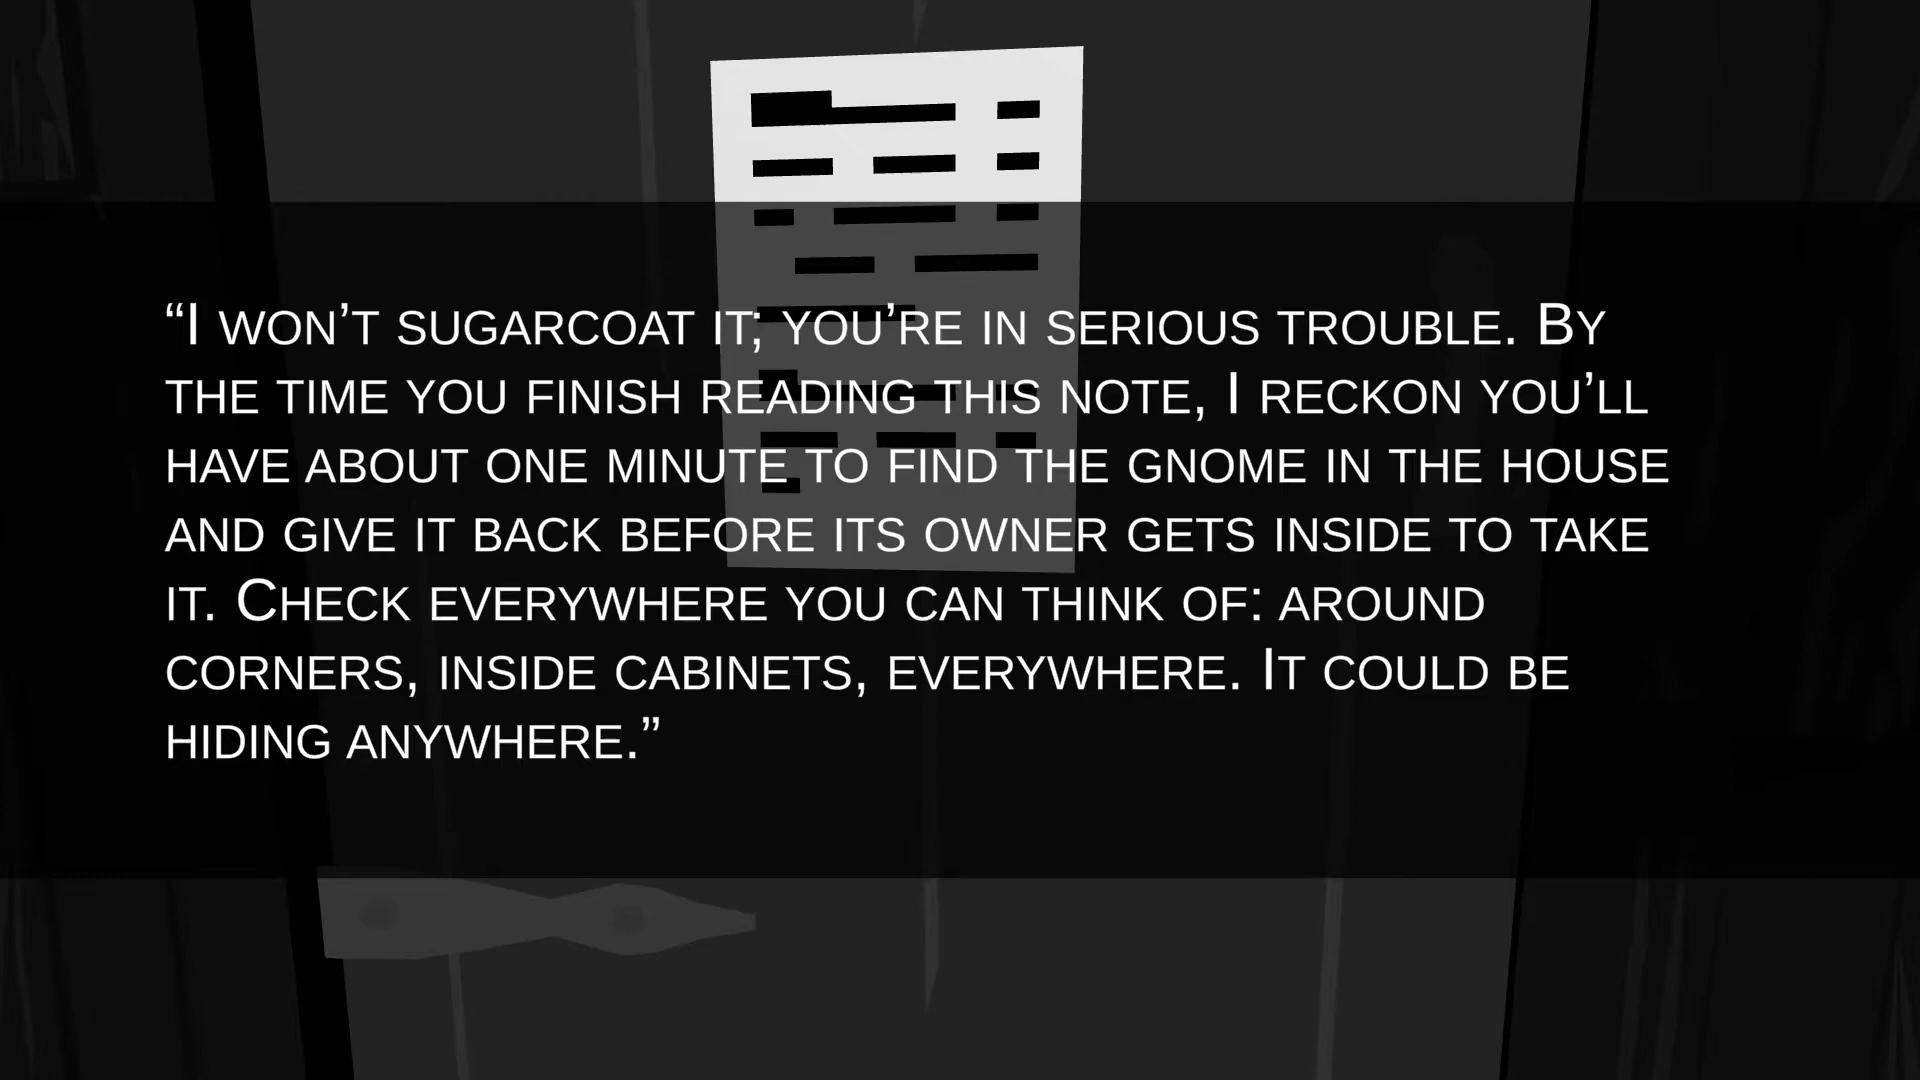 “I won’t sugarcoat it; you’re in serious trouble. By
the time you finish reading this note, I reckon you’ll
have about one minute to find the gnome in the house
and give it back before its owner gets inside to take
it. Check everywhere you can think of: around
corners, inside cabinets, everywhere. It could be
hiding anywhere.”